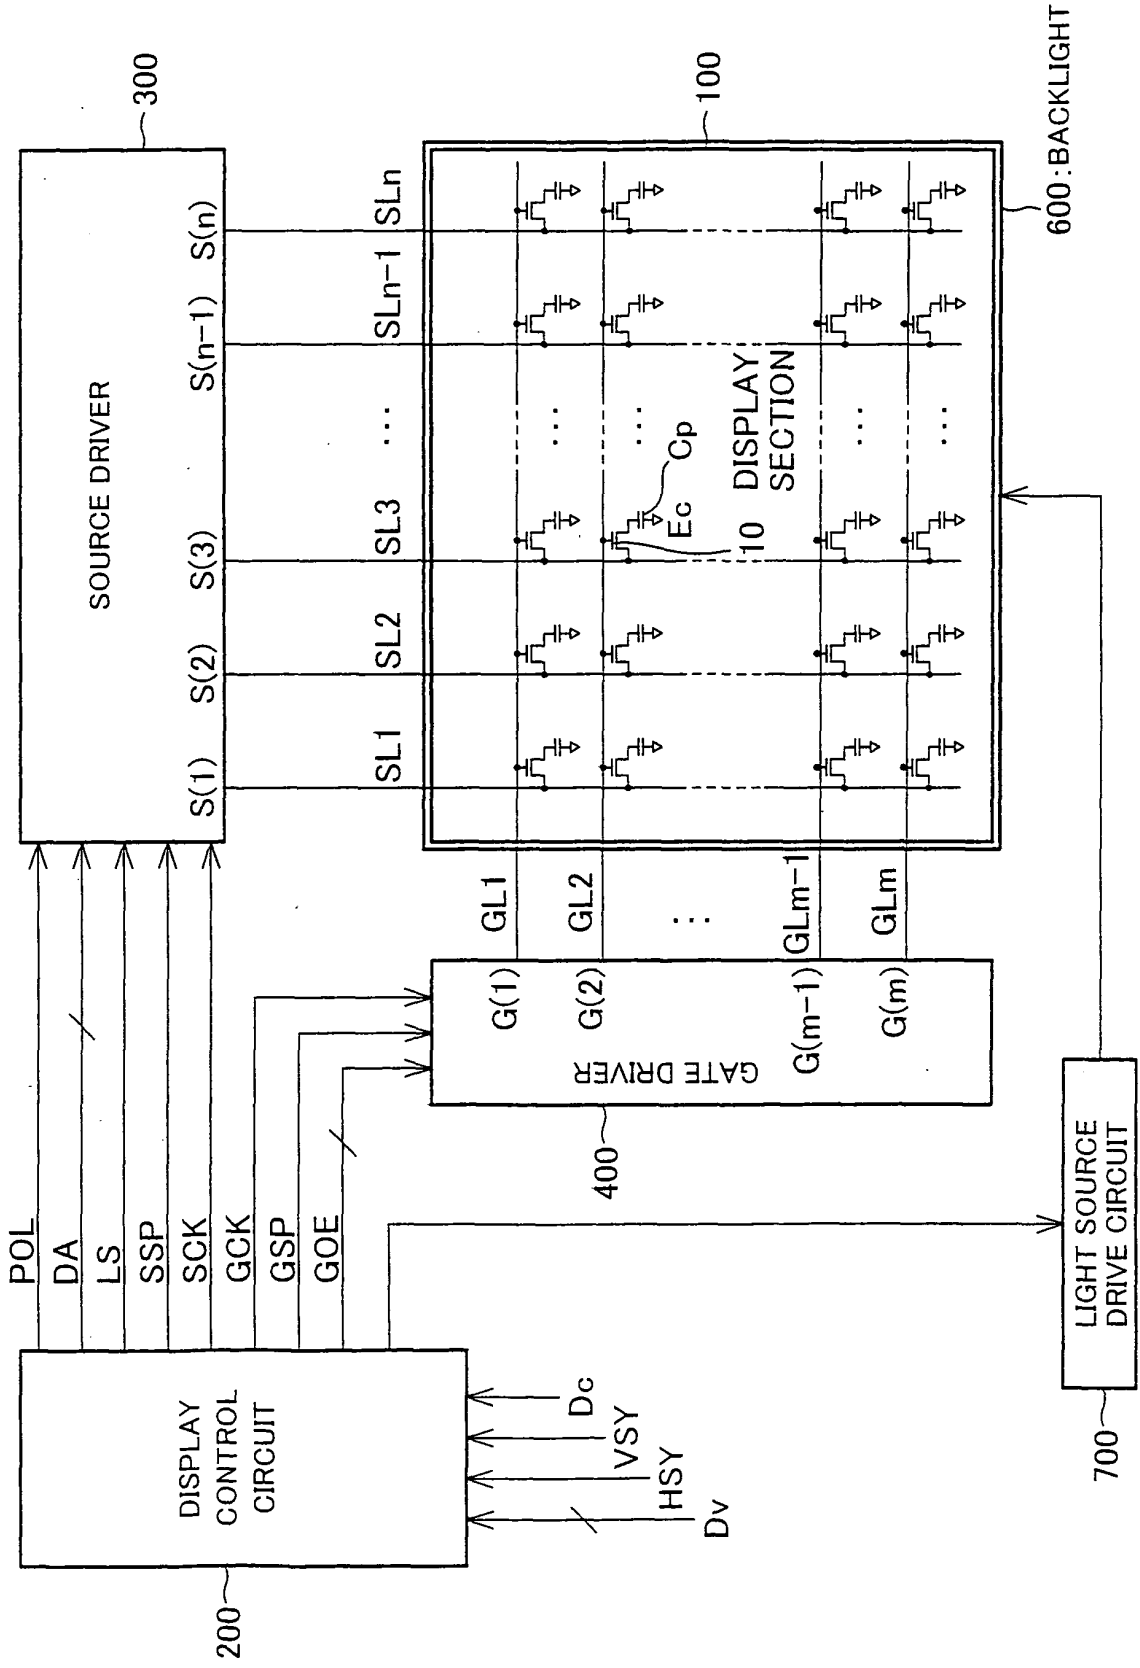 300
SOURCE DRIVER
S(1)
S(2)
S(3)
S(n-1)
S(n)
SL1
SL2
SL3
...
SLn-1
SLn
100
600:BACKLIGHT
POL
DA
LS
SSP
SCK
GCK
GSP
GOE
DISPLAY
CONTROL
CIRCUIT
200
Dc
VSY
HSY
Dv
GATE DRIVER
400
G(1)
G(2)
G(m-1)
G(m)
GL1
GL2
...
GLm-1
GLm
...
...
Cp
Ec
10
DISPLAY
SECTION
...
...
LIGHT SOURCE
DRIVE CIRCUIT
700